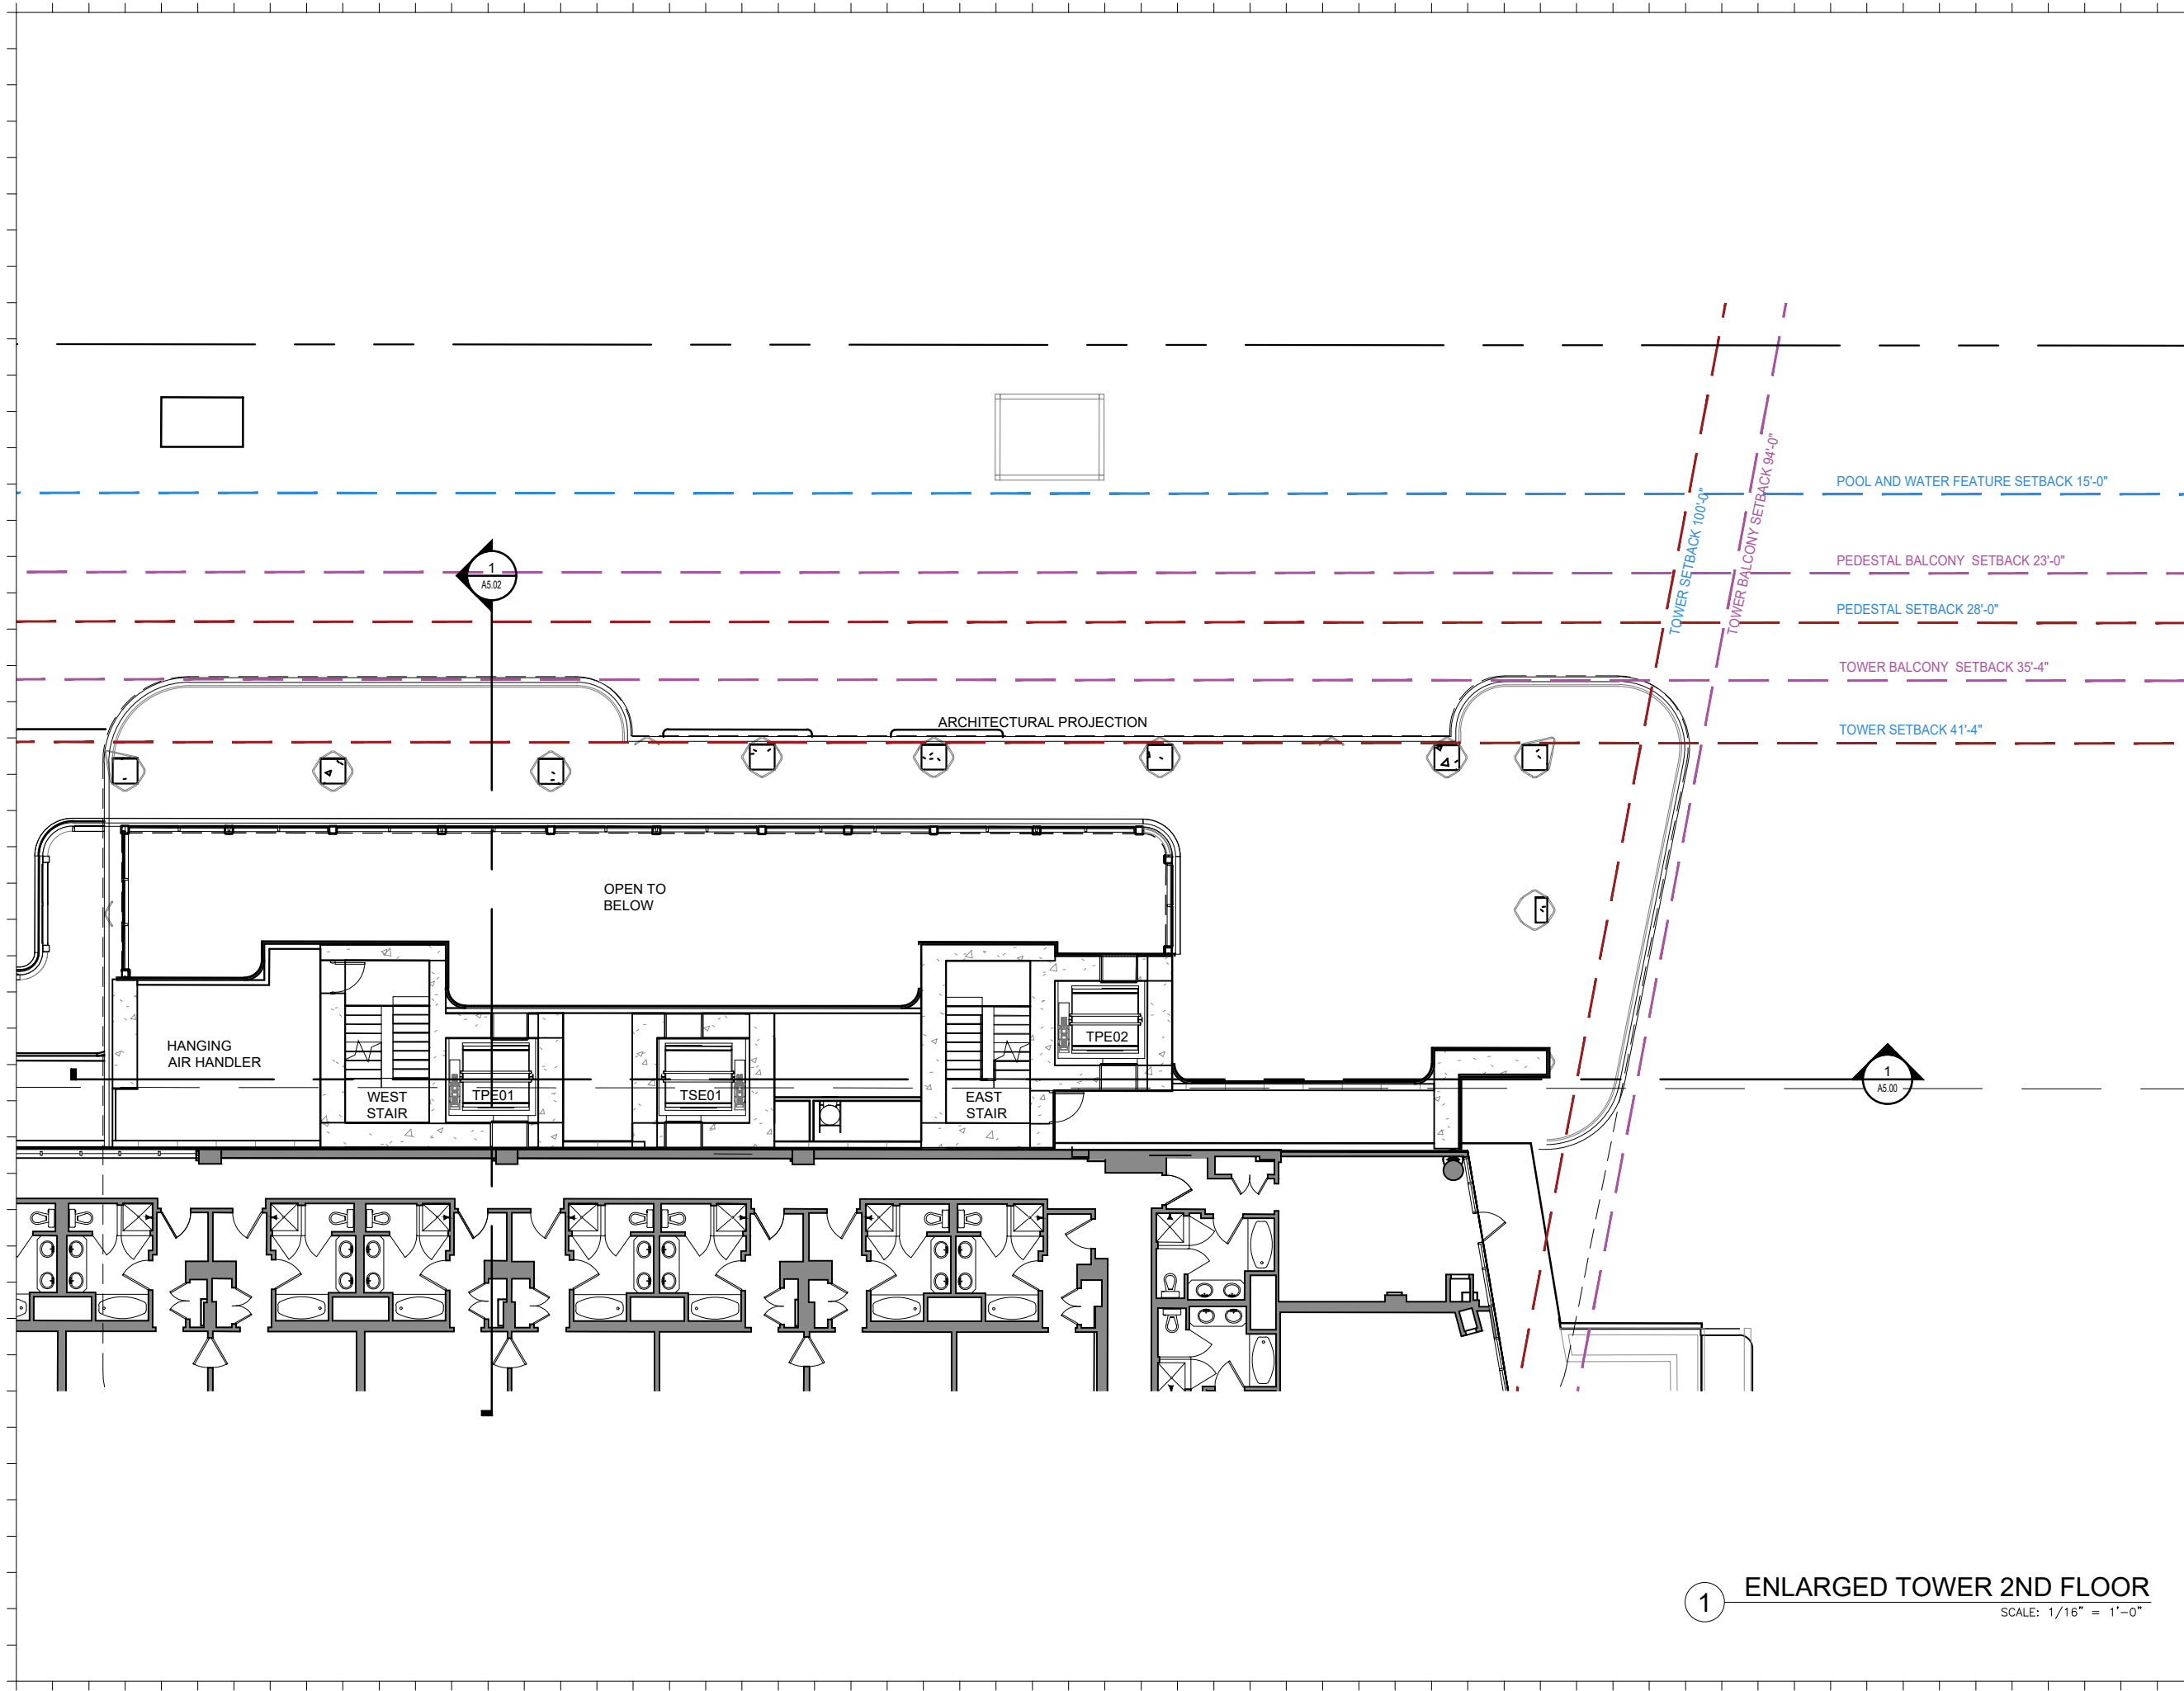 TOWER SETBACK 100'-0"
TOWER BALCONY SETBACK 94'-0"
POOL AND WATER FEATURE SETBACK 15'-0"
PEDESTAL BALCONY  SETBACK 23'-0"
1
A5.02
PEDESTAL SETBACK 28'-0"
TOWER BALCONY  SETBACK 35'-4"
ARCHITECTURAL PROJECTION
TOWER SETBACK 41'-4"
OPEN TO
BELOW
HANGING
AIR HANDLER
TPE02
WEST
STAIR
TPE01
TSE01
EAST
STAIR
1
A5.00
1
ENLARGED TOWER 2ND FLOOR
SCALE: 1/16" = 1'-0"